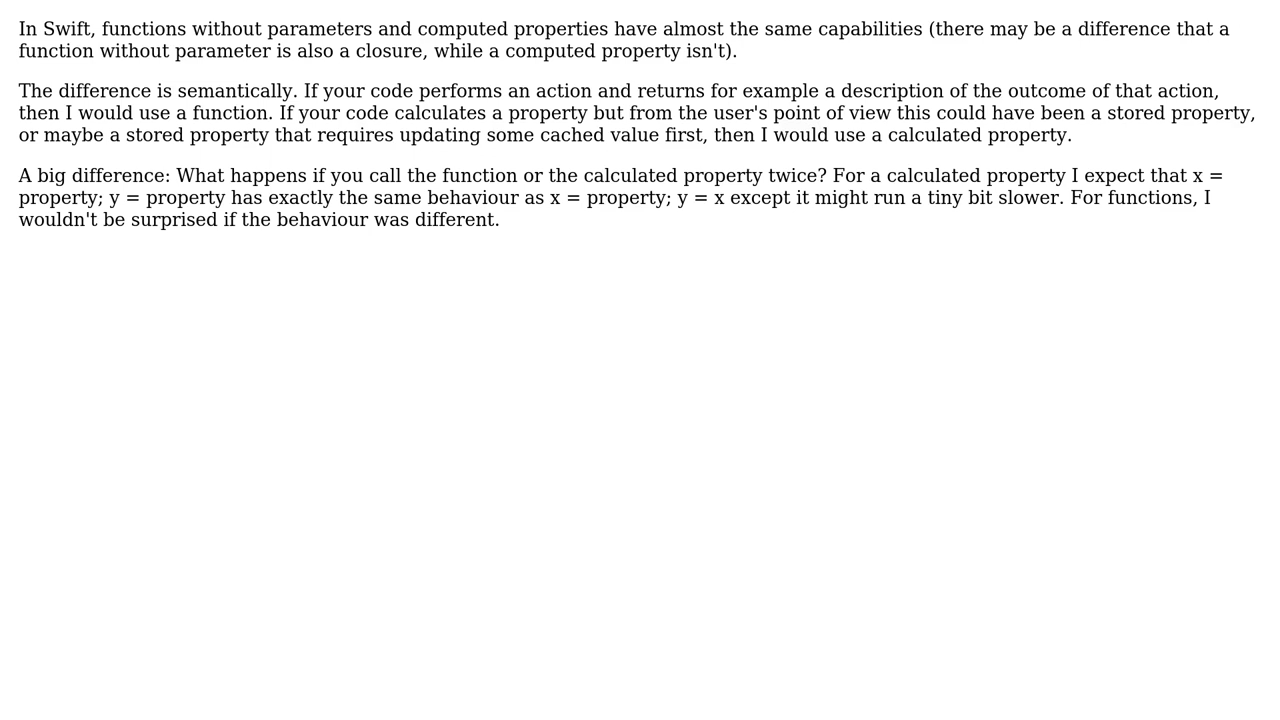 In Swift, functions without parameters and computed properties have almost the same capabilities (there may be a difference that a
function without parameter is also a closure, while a computed property isn't).
The difference is semantically. If your code performs an action and returns for example a description of the outcome of that action,
then I would use a function. If your code calculates a property but from the user's point of view this could have been a stored property,
or maybe a stored property that requires updating some cached value first, then I would use a calculated property.
A big difference: What happens if you call the function or the calculated property twice? For a calculated property I expect that x =
property; y = property has exactly the same behaviour as x = property; y = x except it might run a tiny bit slower. For functions, I
wouldn't be surprised if the behaviour was different.